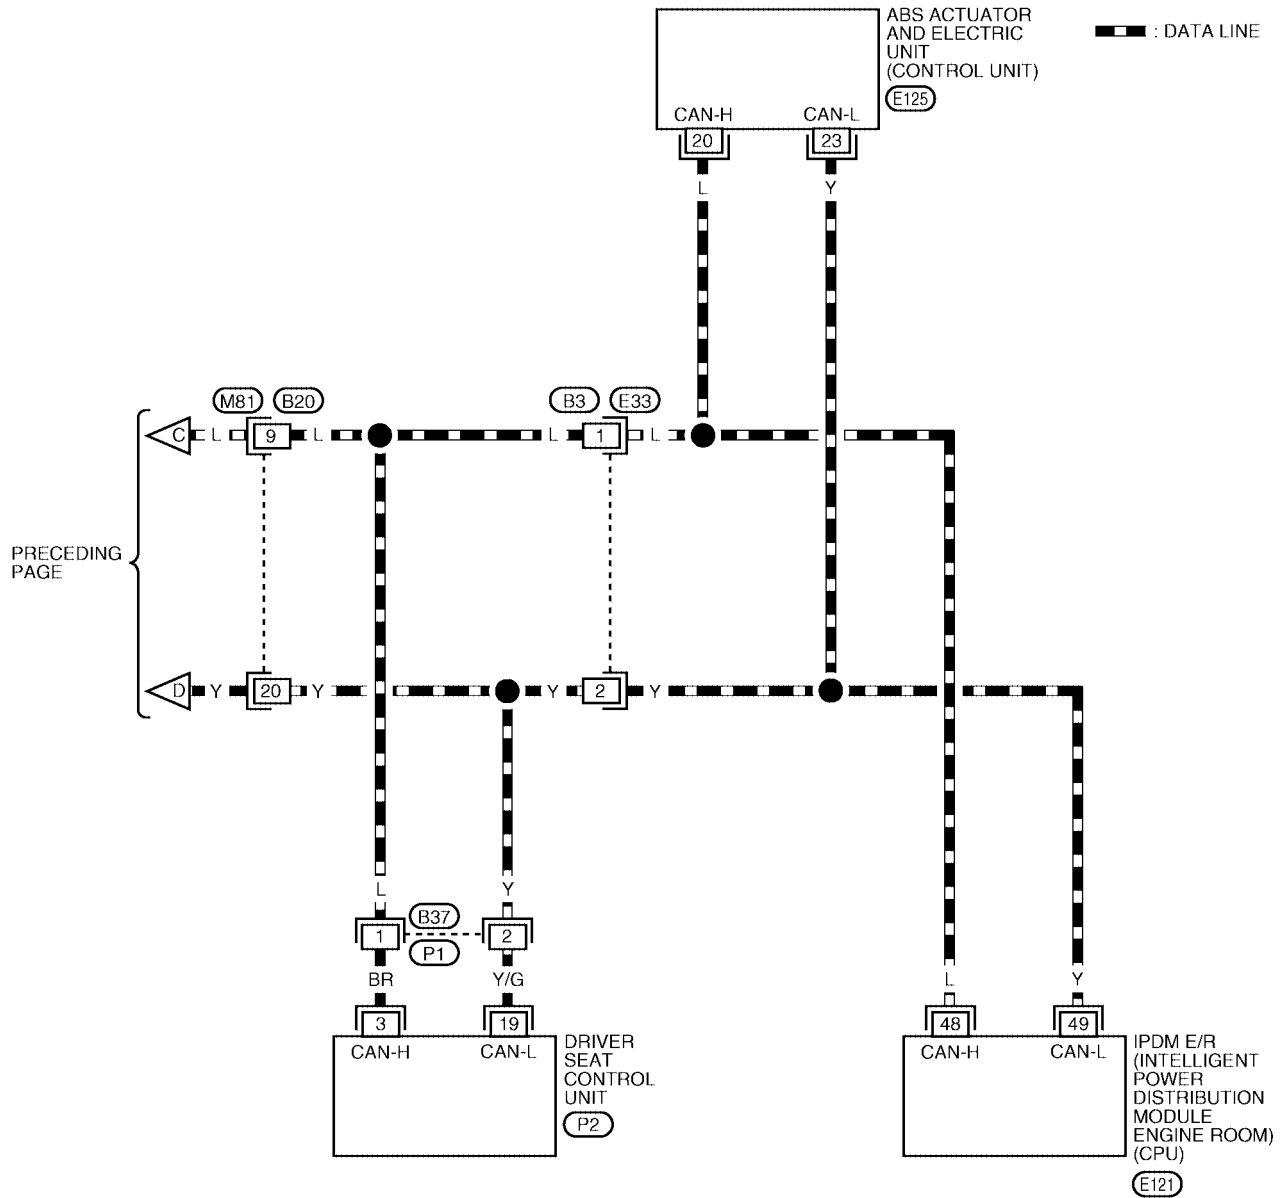 ABS ACTUATOR
AND ELECTRIC
UNIT
(CONTROL UNIT)
E125
: DATA LINE
CAN-H
CAN-L
20
23
L
Y
M81
B20
B3
E33
C
L
9
L
L
1
L
PRECEDING
PAGE
D
Y
20
Y
Y
2
Y
L
Y
B37
1
2
P1
BR
Y/G
L
Y
3
19
48
49
CAN-H
CAN-L
DRIVER
SEAT
CONTROL
UNIT
P2
CAN-H
CAN-L
IPDM E/R
(INTELLIGENT
POWER
DISTRIBUTION
MODULE
ENGINE ROOM)
(CPU)
E121